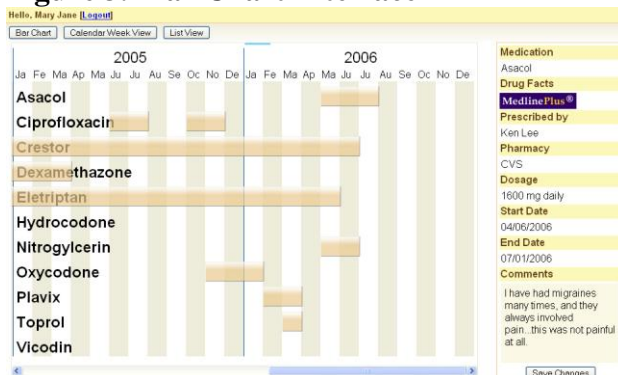 Hello, Mary Jane [Logout]
Bar Chart Calendar Week View List View
2005 2006
Ja Fe Ma Ap Ma Ju Ju Au Se Oc No De Ja Fe Ma Ap Ma Ju Ju Au Se Oc No De
Asacol
Ciprofloxacin
Crestor
Dexamethazone
Eletriptan
Hydrocodone
Nitrogylcerin
Oxycodone
Plavix
Toprol
Vicodin
Medication
Asacol
Drug Facts
MedlinePlus®
Prescribed by
Ken Lee
Pharmacy
CVS
Dosage
1600 mg daily
Start Date
04/06/2006
End Date
07/01/2006
Comments
I have had migraines
many times, and they
always involved
pain...this was not painful
at all.
Save Changes